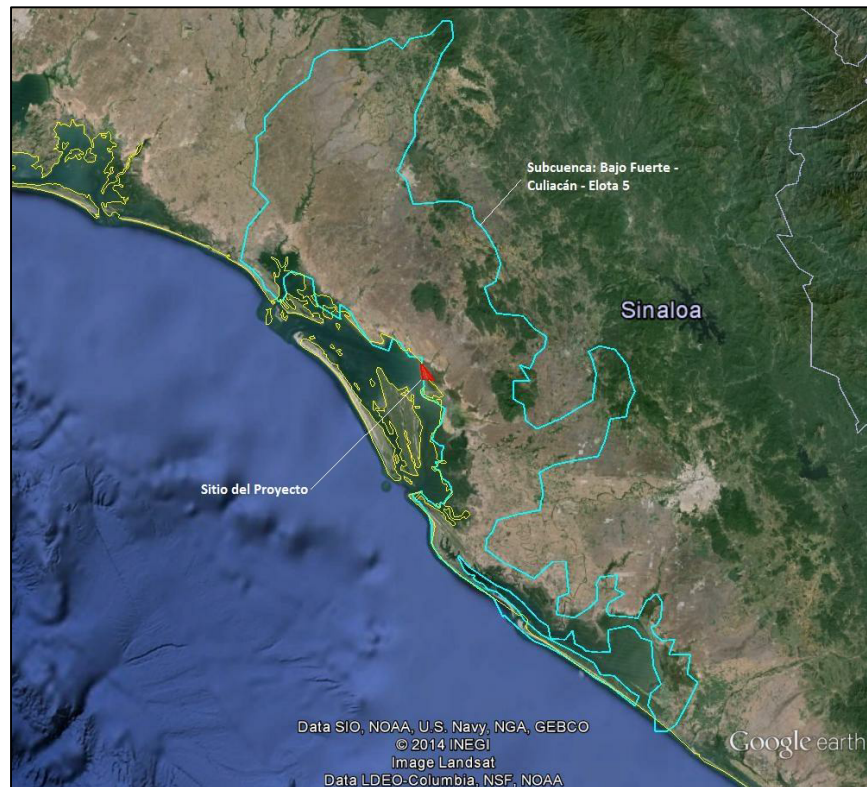 Subcuenca: Bajo Fuerte -
Culiacán - Elota 5
Sinaloa
Sitio del Proyecto
Data SIO, NOAA, U.S. Navy, NGA, GEBCO
© 2014 INEGI
Image Landsat
Data LDEO-Columbia, NSF, NOAA
Google earth